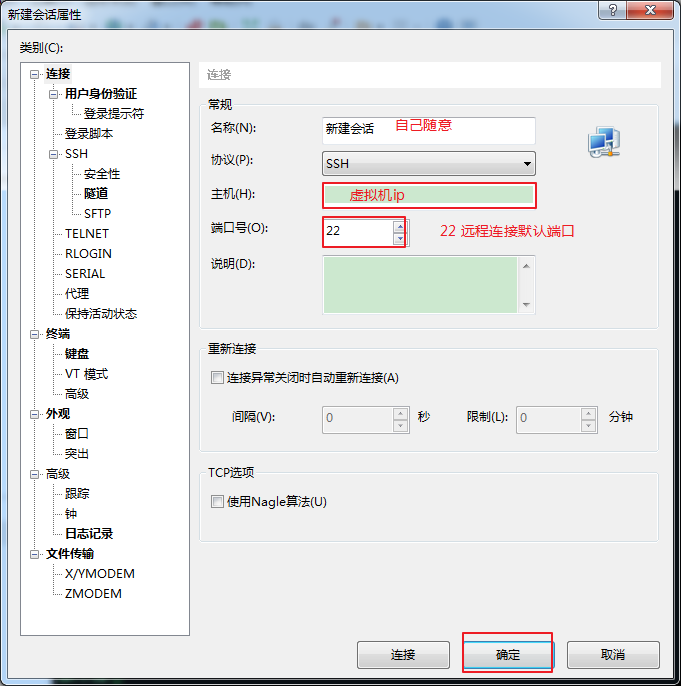 新建会话属性
类别(C):
连接
用户身份验证
登录提示符
登录脚本
SSH
安全性
隧道
SFTP
TELNET
RLOGIN
SERIAL
代理
保持活动状态
终端
键盘
VT 模式
高级
外观
窗口
突出
高级
跟踪
钟
日志记录
文件传输
X/YMODEM
ZMODEM
连接
常规
名称(N): 新建会话 自己随意
协议(P): SSH
主机(H): 虚拟机ip
端口号(O): 22 22 远程连接默认端口
说明(D):
重新连接
连接异常关闭时自动重新连接(A)
间隔(V): 0 秒 限制(L): 0 分钟
TCP选项
使用Nagle算法(U)
连接 确定 取消